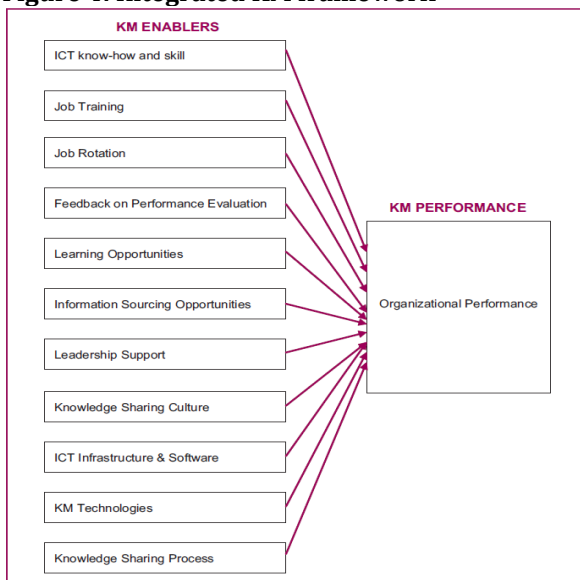 KM ENABLERS
ICT know-how and skill
Job Training
Job Rotation
Feedback on Performance Evaluation
Learning Opportunities
Information Sourcing Opportunities
Leadership Support
Knowledge Sharing Culture
ICT Infrastructure & Software
KM Technologies
Knowledge Sharing Process
KM PERFORMANCE
Organizational Performance